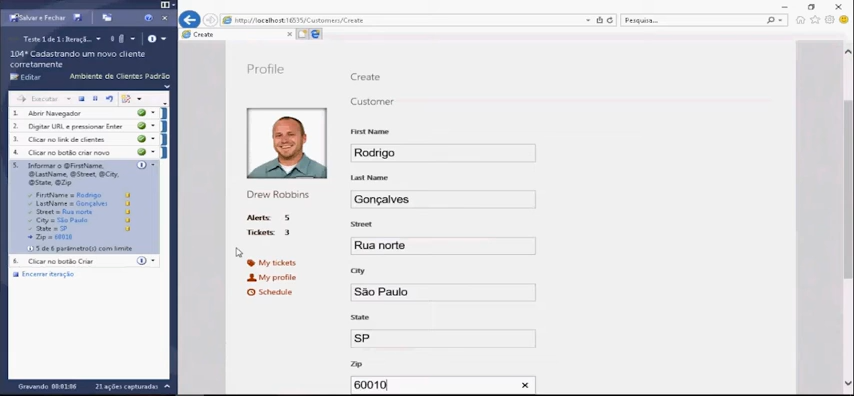 Salvar e Fechar
Teste 1 de 1 : Iteraçã...
104* Cadastrando um novo cliente
corretamente
Editar
Ambiente de Clientes Padrão
Executar
1. Abrir Navegador
2. Digitar URL e pressionar Enter
3. Clicar no link de clientes
4. Clicar no botão criar novo
5. Informar o @FirstName,
@LastName, @Street, @City,
@State, @Zip
FirstName = Rodrigo
LastName = Gonçalves
Street = Rua norte
City = São Paulo
State = SP
Zip = 60010
5 de 6 parâmetro(s) com limite
6. Clicar no botão Criar
Encerrar iteração
Gravando 00:01:06
21 ações capturadas
http://localhost:16535/Customers/Create
Pesquisa...
Create
Profile
Drew Robbins
Alerts: 5
Tickets: 3
My tickets
My profile
Schedule
Create
Customer
First Name
Rodrigo
Last Name
Gonçalves
Street
Rua norte
City
São Paulo
State
SP
Zip
60010